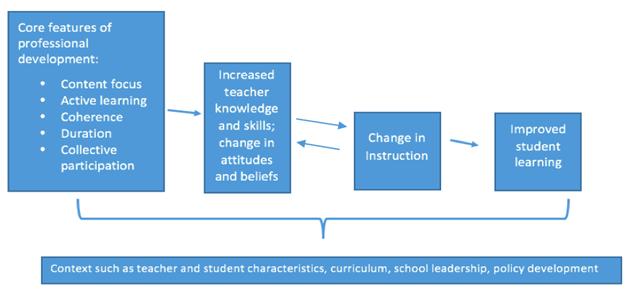 Core features of
professional
development:
• Content focus
• Active learning
• Coherence
• Duration
• Collective
participation
Increased
teacher
knowledge
and skills;
change in
attitudes
and beliefs
Change in
Instruction
Improved
student
learning
Context such as teacher and student characteristics, curriculum, school leadership, policy development